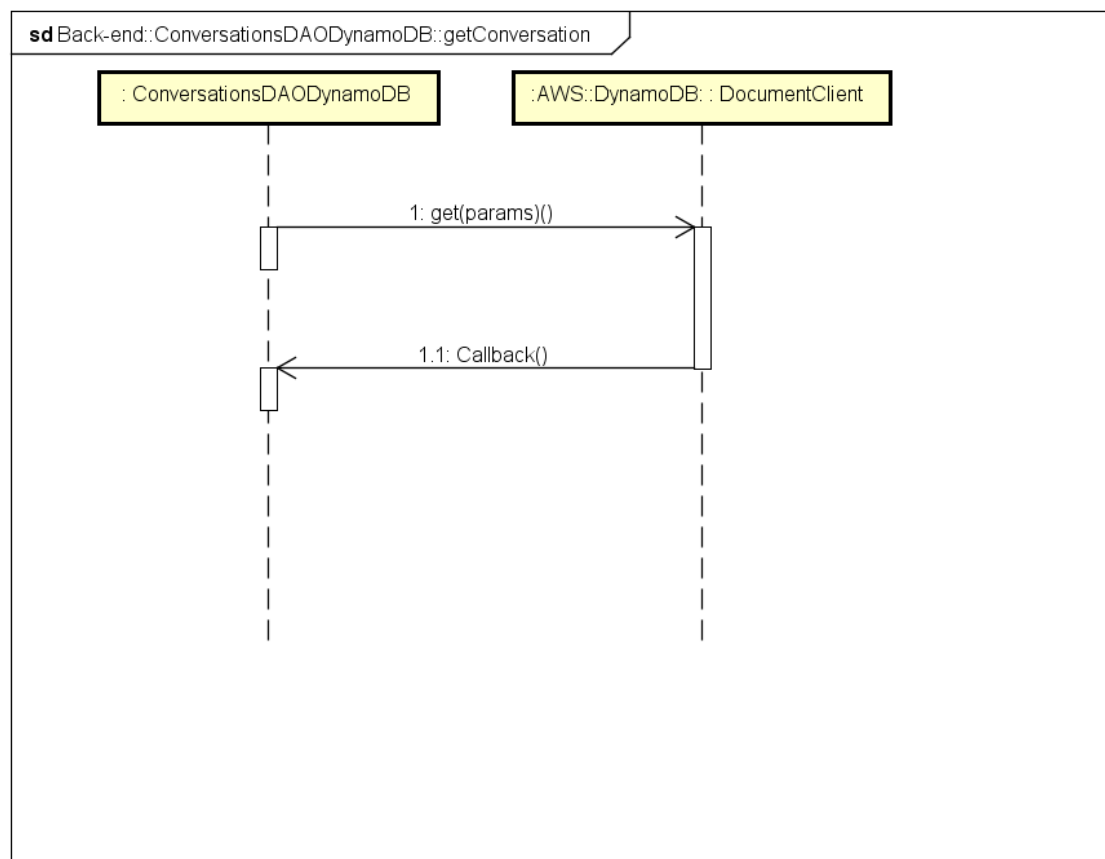 sd Back-end::ConversationsDAODynamoDB::getConversation
: ConversationsDAODynamoDB
:AWS::DynamoDB: : DocumentClient
1: get(params)()
1.1: Callback()